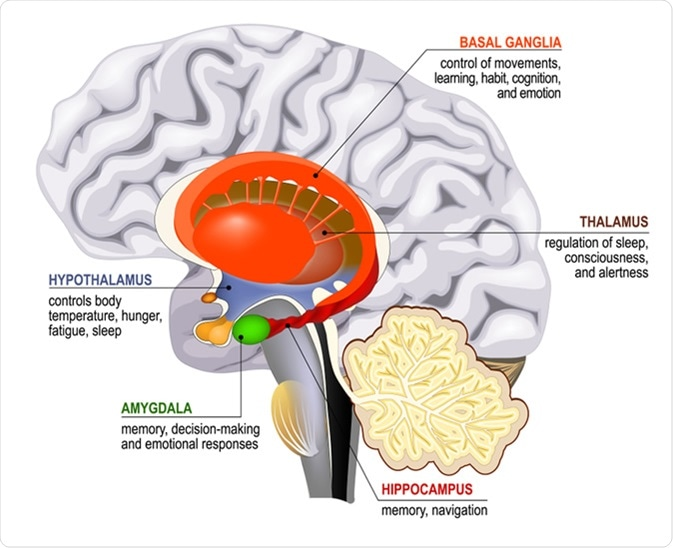 BASAL GANGLIA
control of movements,
learning, habit, cognition,
and emotion
THALAMUS
regulation of sleep,
consciousness,
and alertness
HYPOTHALAMUS
controls body
temperature, hunger,
fatigue, sleep
AMYGDALA
memory, decision-making
and emotional responses
HIPPOCAMPUS
memory, navigation